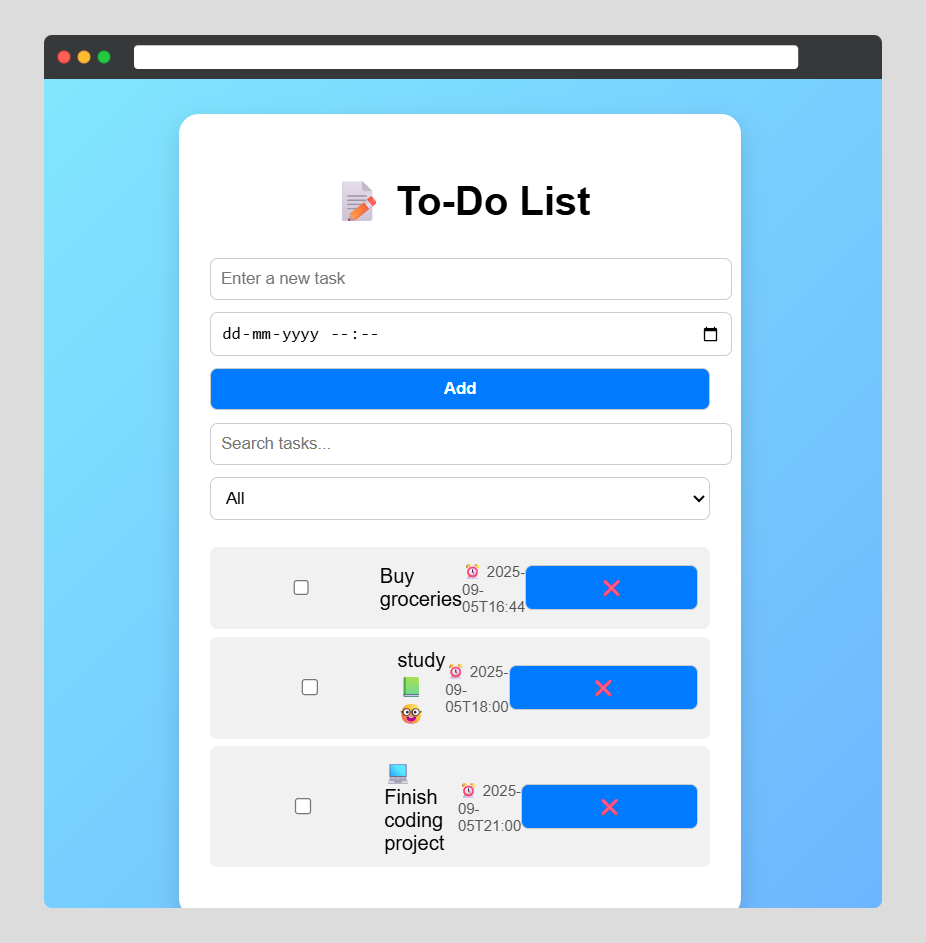 📝 To-Do List
Enter a new task
dd-mm-yyyy --:--
Add
Search tasks...
All
Buy
groceries
⏰ 2025-
09-
05T16:44
❌
study
📗
🤓
⏰ 2025-
09-
05T18:00
❌
💻
Finish
coding
project
⏰ 2025-
09-
05T21:00
❌